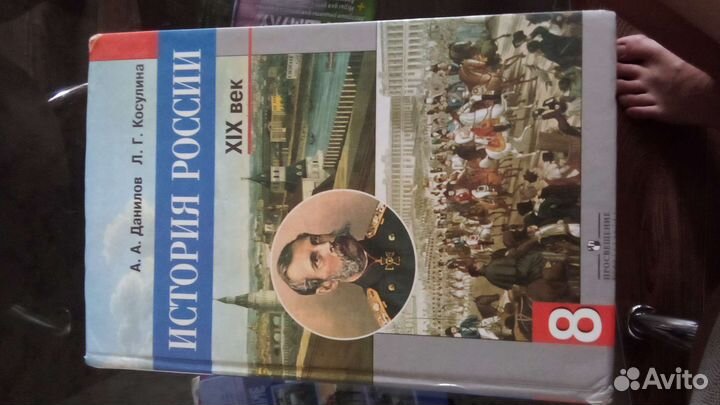 А. А. Данилов Л. Г. Косулина
ИСТОРИЯ РОССИИ
XIX век
8
ПРОСВЕЩЕНИЕ
Avito